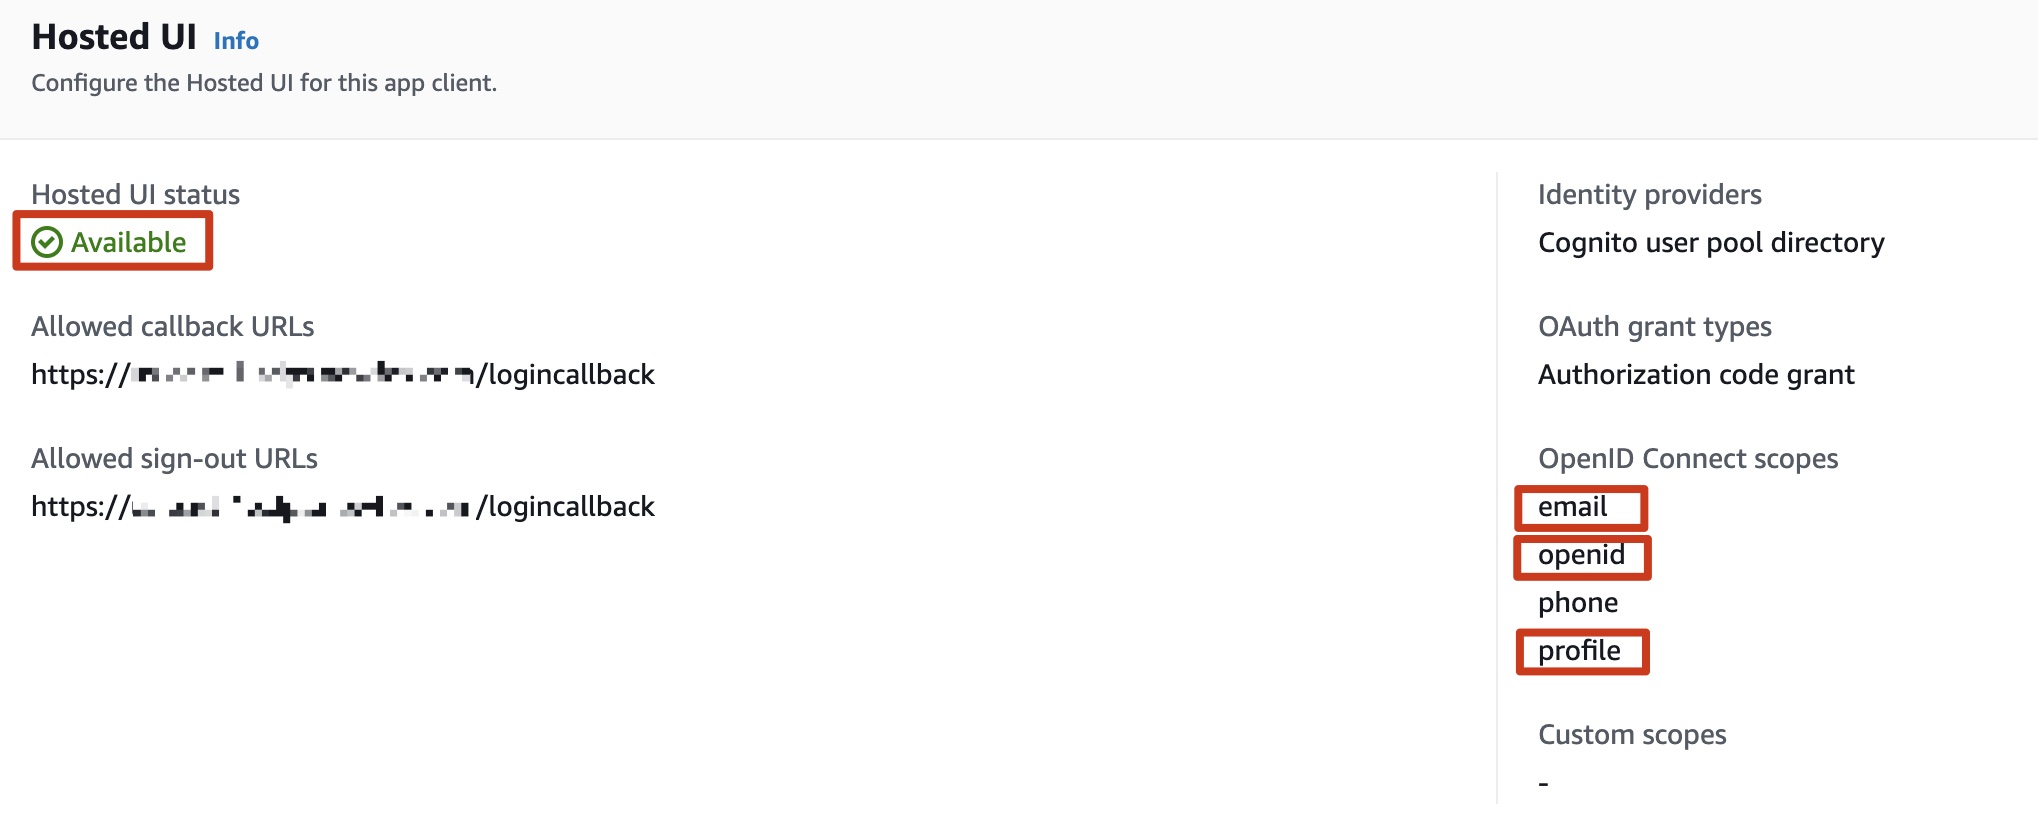 Hosted UI Info
Configure the Hosted UI for this app client.
Hosted UI status
Available
Allowed callback URLs
https:// /logincallback
Allowed sign-out URLs
https:// /logincallback
Identity providers
Cognito user pool directory
OAuth grant types
Authorization code grant
OpenID Connect scopes
email
openid
phone
profile
Custom scopes
-